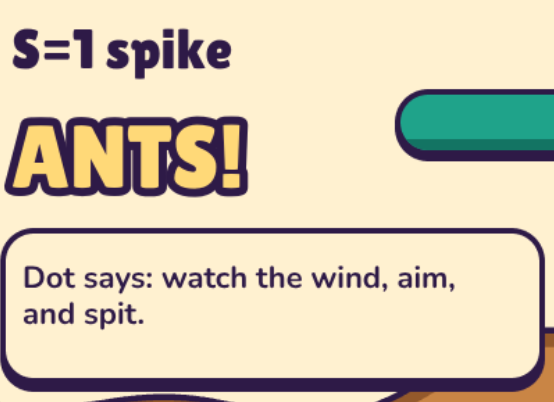 S=1 spike
ANTS!
Dot says: watch the wind, aim,
and spit.